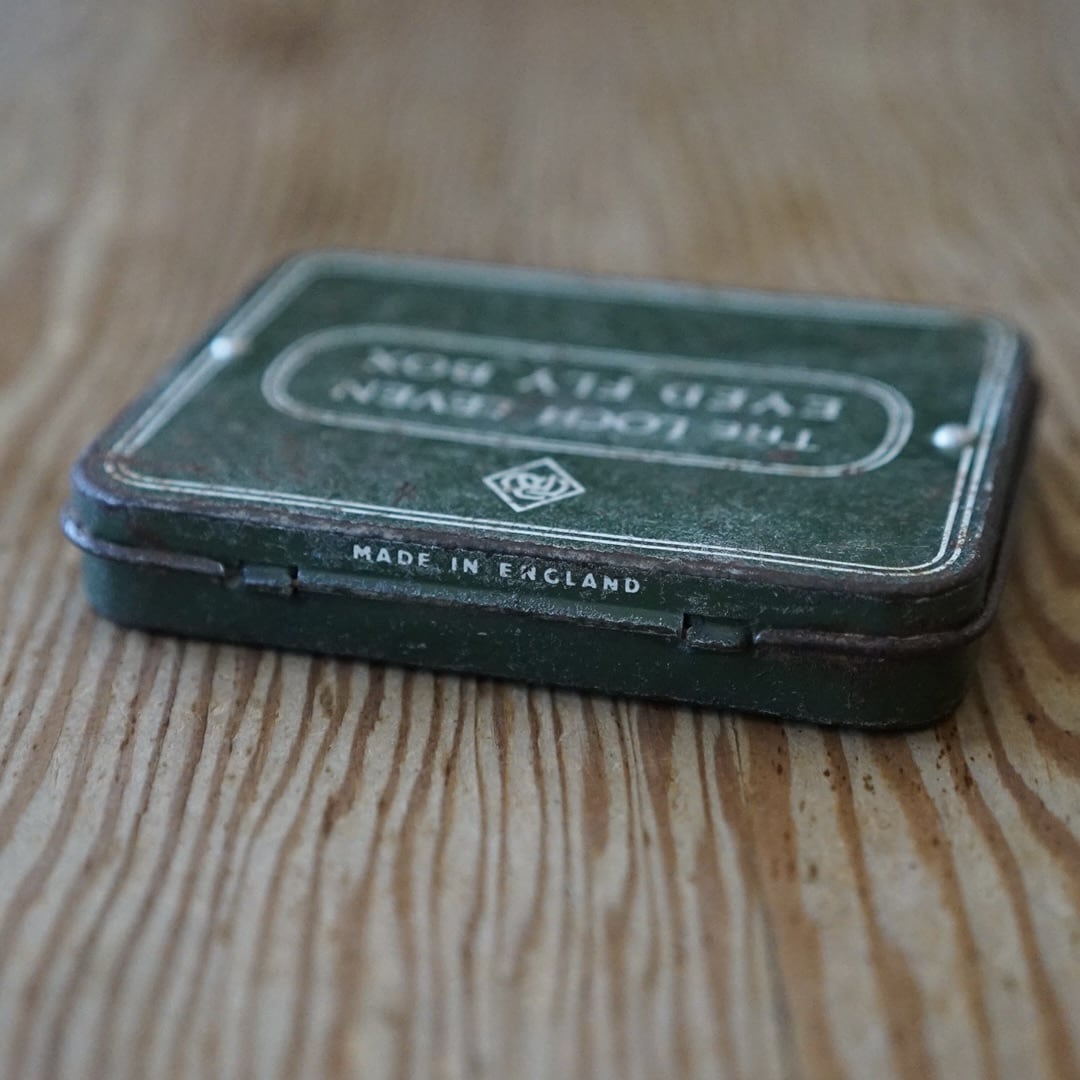 THE LOCH LEVEN
EYED FLY BOX
MADE IN ENGLAND